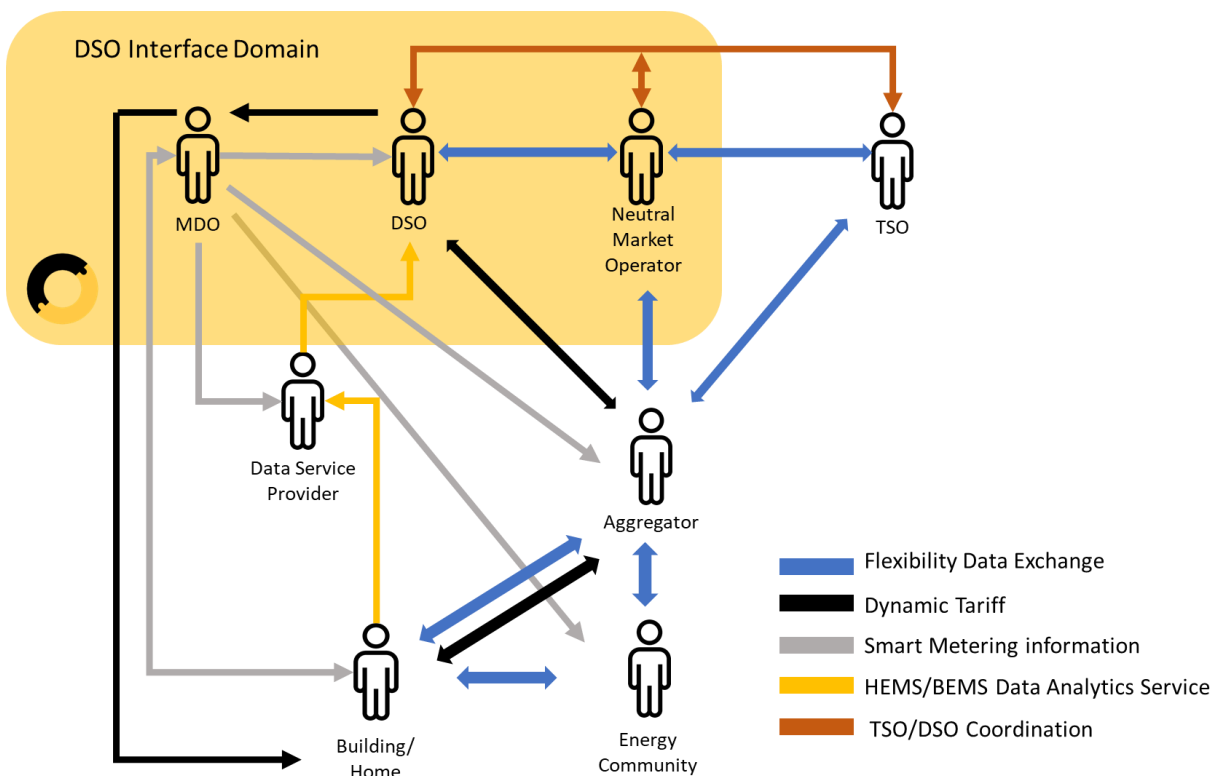 DSO Interface Domain
MDO
DSO
Neutral
Market
Operator
TSO
Data Service
Provider
Aggregator
Building/
Home
Energy
Community
Flexibility Data Exchange
Dynamic Tariff
Smart Metering information
HEMS/BEMS Data Analytics Service
TSO/DSO Coordination